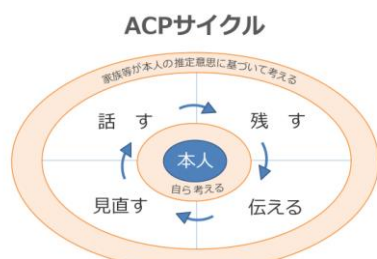 ACPサイクル
家族等が本人の推定意思に基づいて考える
話 す
残 す
本人
自ら考える
見直す
伝える